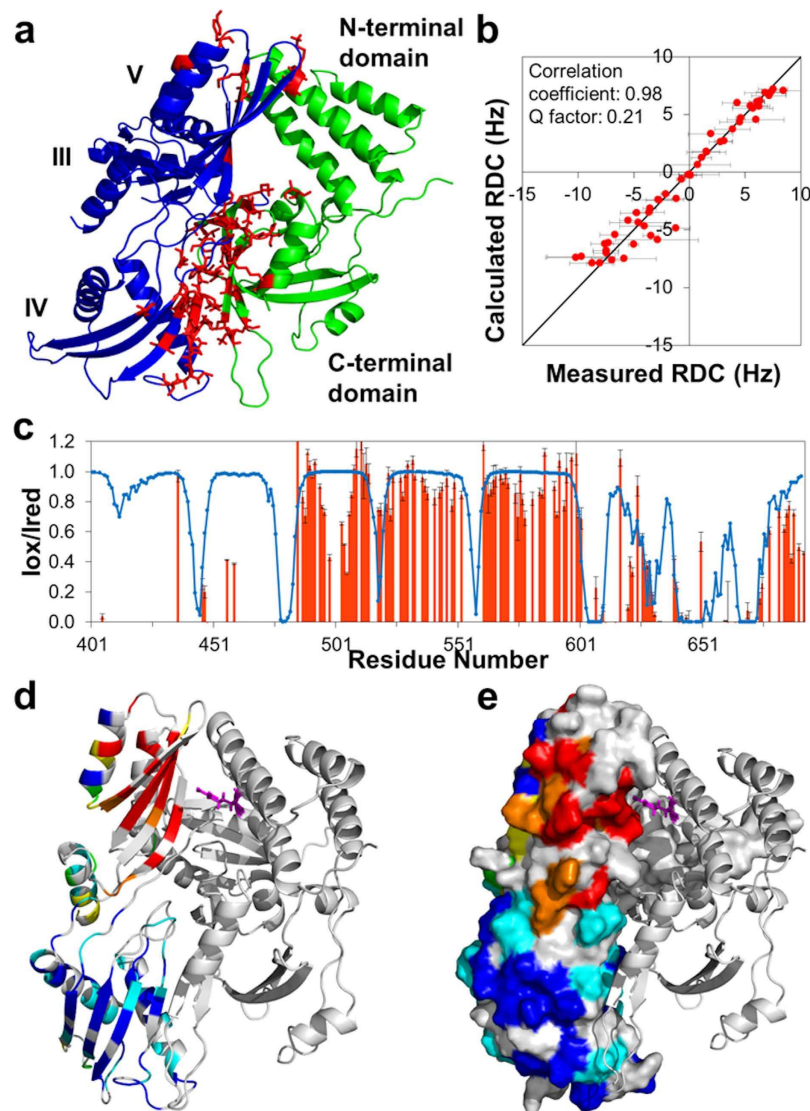 a
N-terminal
domain
V
III
IV
C-terminal
domain
b
Correlation
coefficient: 0.98
Q factor: 0.21
10
5
0
-15
-10
-5
0
5
10
-5
-10
-15
Calculated RDC (Hz)
Measured RDC (Hz)
c
1.2
1.0
0.8
0.6
0.4
0.2
0.0
Iox/Ired
401
451
501
551
601
651
Residue Number
d
e